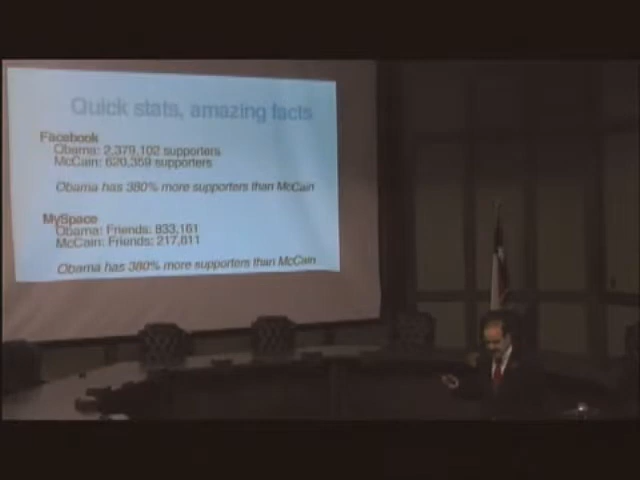 Quick stats, amazing facts
Facebook
Obama: 2,379,102 supporters
McCain: 620,359 supporters
Obama has 380% more supporters than McCain
MySpace
Obama: Friends: 833,161
McCain: Friends: 217,811
Obama has 380% more supporters than McCain